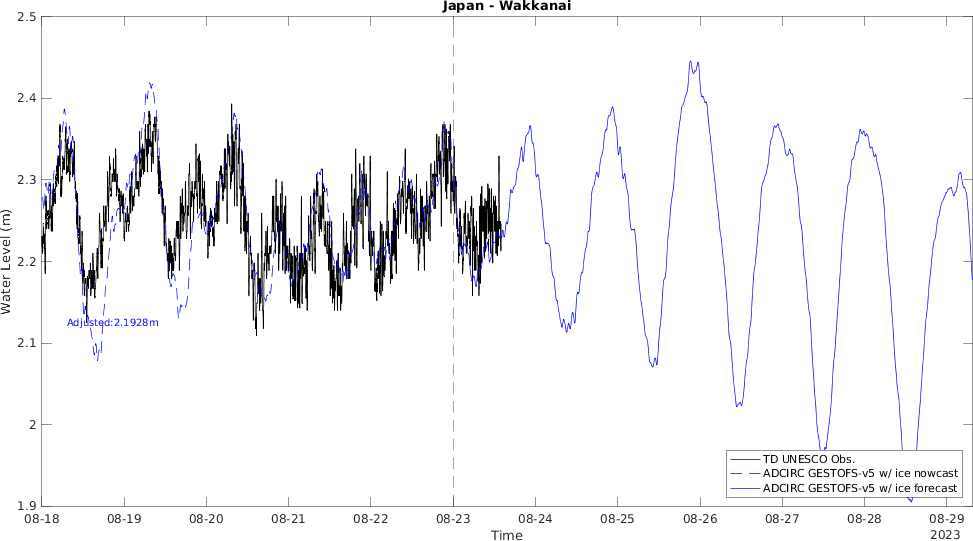 Japan - Wakkanai
2.5
2.4
2.3
2.2
2.1
2
1.9
Water Level (m)
Adjusted:2.1928m
TD UNESCO Obs.
ADCIRC GESTOFS-v5 w/ ice nowcast
ADCIRC GESTOFS-v5 w/ ice forecast
08-18 08-19 08-20 08-21 08-22 08-23 08-24 08-25 08-26 08-27 08-28 08-29
Time
2023